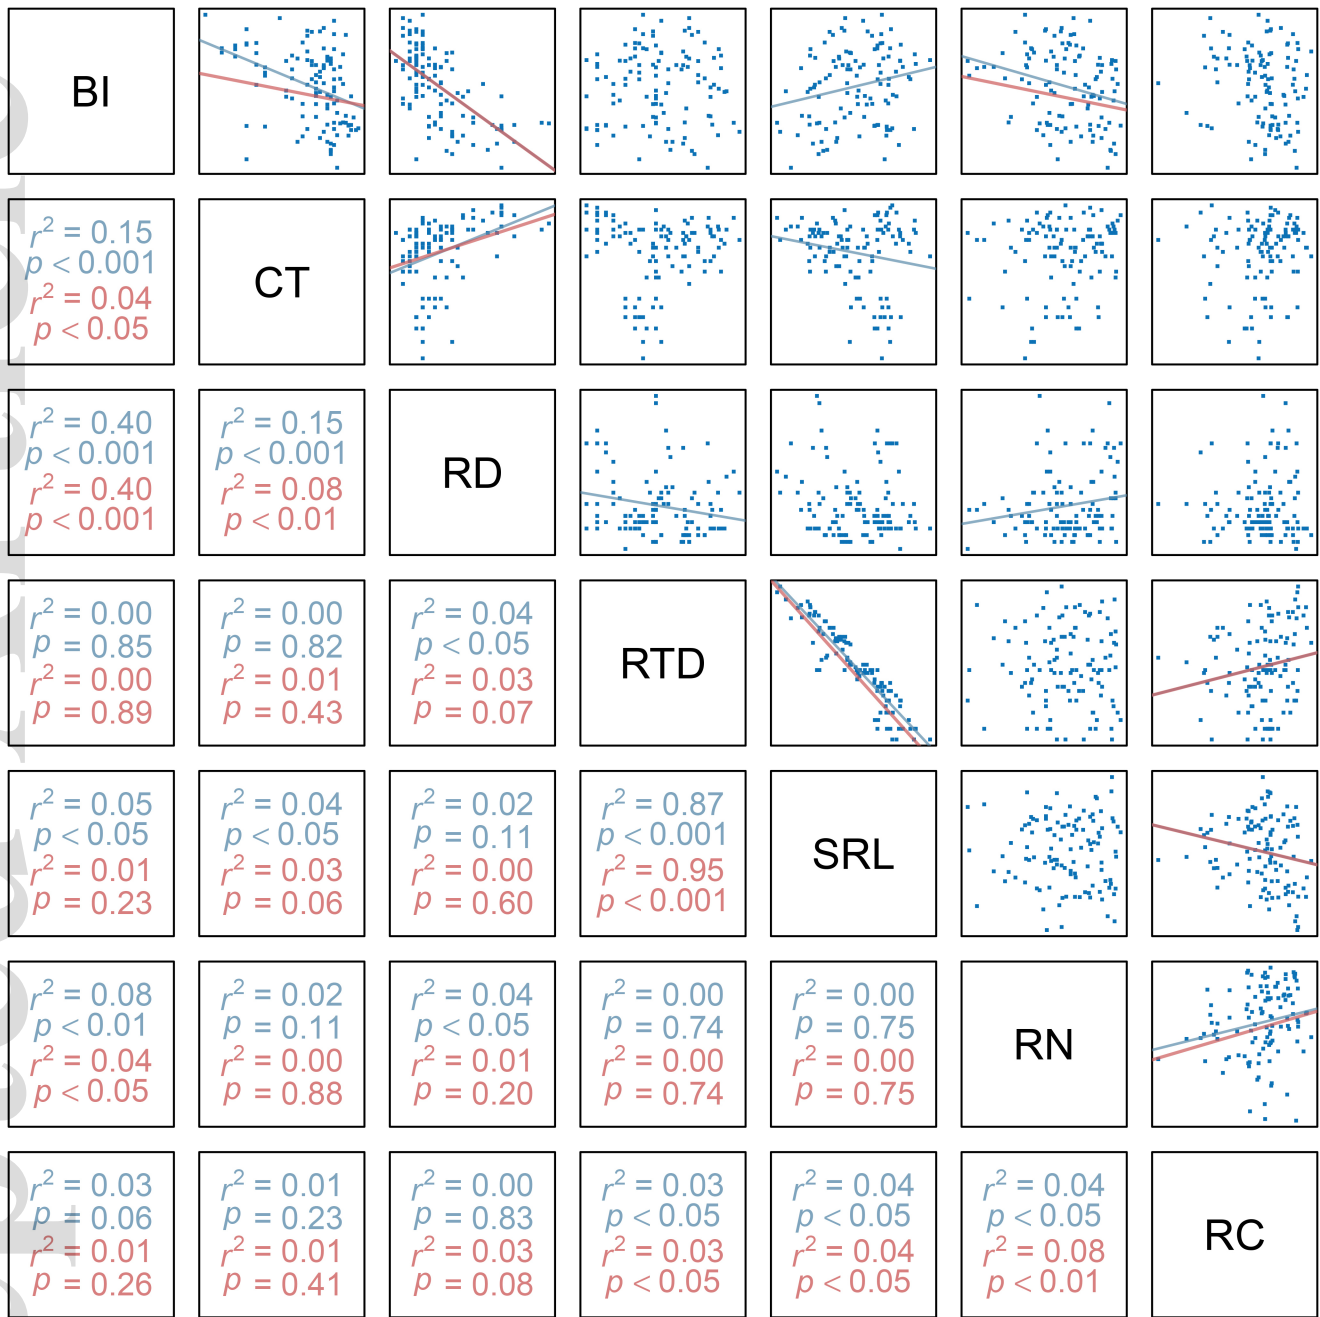 BI
r² = 0.15
p < 0.001
r² = 0.04
p < 0.05
CT
r² = 0.40
p < 0.001
r² = 0.40
p < 0.001
r² = 0.15
p < 0.001
r² = 0.08
p < 0.01
RD
r² = 0.00
p = 0.85
r² = 0.00
p = 0.89
r² = 0.00
p = 0.82
r² = 0.01
p = 0.43
r² = 0.04
p < 0.05
r² = 0.03
p = 0.07
RTD
r² = 0.05
p < 0.05
r² = 0.01
p = 0.23
r² = 0.04
p < 0.05
r² = 0.03
p = 0.06
r² = 0.02
p = 0.11
r² = 0.00
p = 0.60
r² = 0.87
p < 0.001
r² = 0.95
p < 0.001
SRL
r² = 0.08
p < 0.01
r² = 0.04
p < 0.05
r² = 0.02
p = 0.11
r² = 0.00
p = 0.88
r² = 0.04
p < 0.05
r² = 0.01
p = 0.20
r² = 0.00
p = 0.74
r² = 0.00
p = 0.74
r² = 0.00
p = 0.75
r² = 0.00
p = 0.75
RN
r² = 0.03
p = 0.06
r² = 0.01
p = 0.26
r² = 0.01
p = 0.23
r² = 0.01
p = 0.41
r² = 0.00
p = 0.83
r² = 0.03
p = 0.08
r² = 0.03
p < 0.05
r² = 0.03
p < 0.05
r² = 0.04
p < 0.05
r² = 0.04
p < 0.05
r² = 0.04
p < 0.05
r² = 0.08
p < 0.01
RC